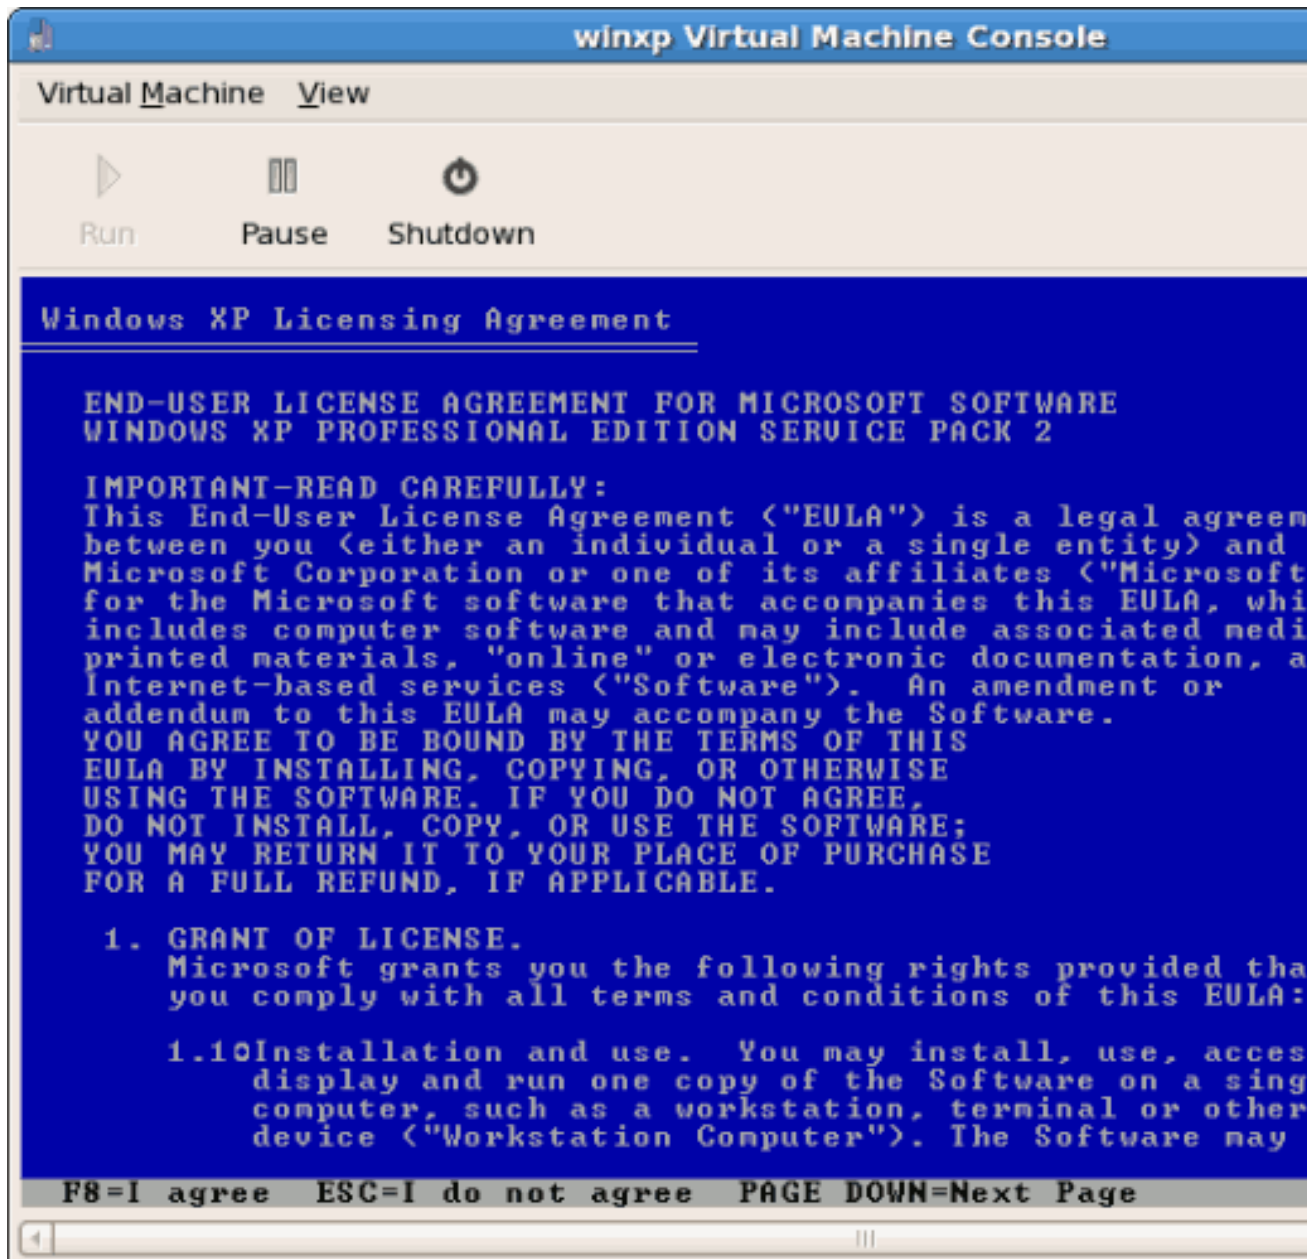 winxp Virtual Machine Console
Virtual Machine View
Run Pause Shutdown
Windows XP Licensing Agreement
END-USER LICENSE AGREEMENT FOR MICROSOFT SOFTWARE
WINDOWS XP PROFESSIONAL EDITION SERVICE PACK 2
IMPORTANT-READ CAREFULLY:
This End-User License Agreement ("EULA") is a legal agreem
between you (either an individual or a single entity) and
Microsoft Corporation or one of its affiliates ("Microsoft
for the Microsoft software that accompanies this EULA, whi
includes computer software and may include associated medi
printed materials, "online" or electronic documentation, a
Internet-based services ("Software").  An amendment or
addendum to this EULA may accompany the Software.
YOU AGREE TO BE BOUND BY THE TERMS OF THIS
EULA BY INSTALLING, COPYING, OR OTHERWISE
USING THE SOFTWARE. IF YOU DO NOT AGREE,
DO NOT INSTALL, COPY, OR USE THE SOFTWARE;
YOU MAY RETURN IT TO YOUR PLACE OF PURCHASE
FOR A FULL REFUND, IF APPLICABLE.
1. GRANT OF LICENSE.
Microsoft grants you the following rights provided tha
you comply with all terms and conditions of this EULA:
1.1◘Installation and use.  You may install, use, acces
display and run one copy of the Software on a sing
computer, such as a workstation, terminal or other
device ("Workstation Computer"). The Software may
F8=I agree  ESC=I do not agree  PAGE DOWN=Next Page